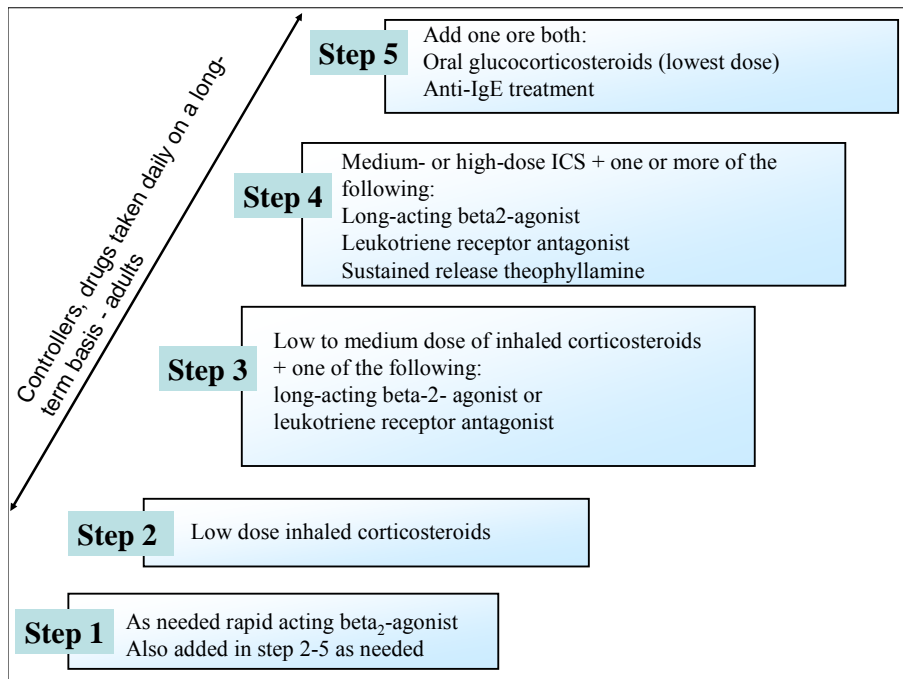 Step 5
Add one ore both:
Oral glucocorticosteroids (lowest dose)
Anti-IgE treatment
Controllers, drugs taken daily on a long-
term basis - adults
Step 4
Medium- or high-dose ICS + one or more of the
following:
Long-acting beta2-agonist
Leukotriene receptor antagonist
Sustained release theophyllamine
Step 3
Low to medium dose of inhaled corticosteroids
+ one of the following:
long-acting beta-2- agonist or
leukotriene receptor antagonist
Step 2
Low dose inhaled corticosteroids
Step 1
As needed rapid acting beta₂-agonist
Also added in step 2-5 as needed